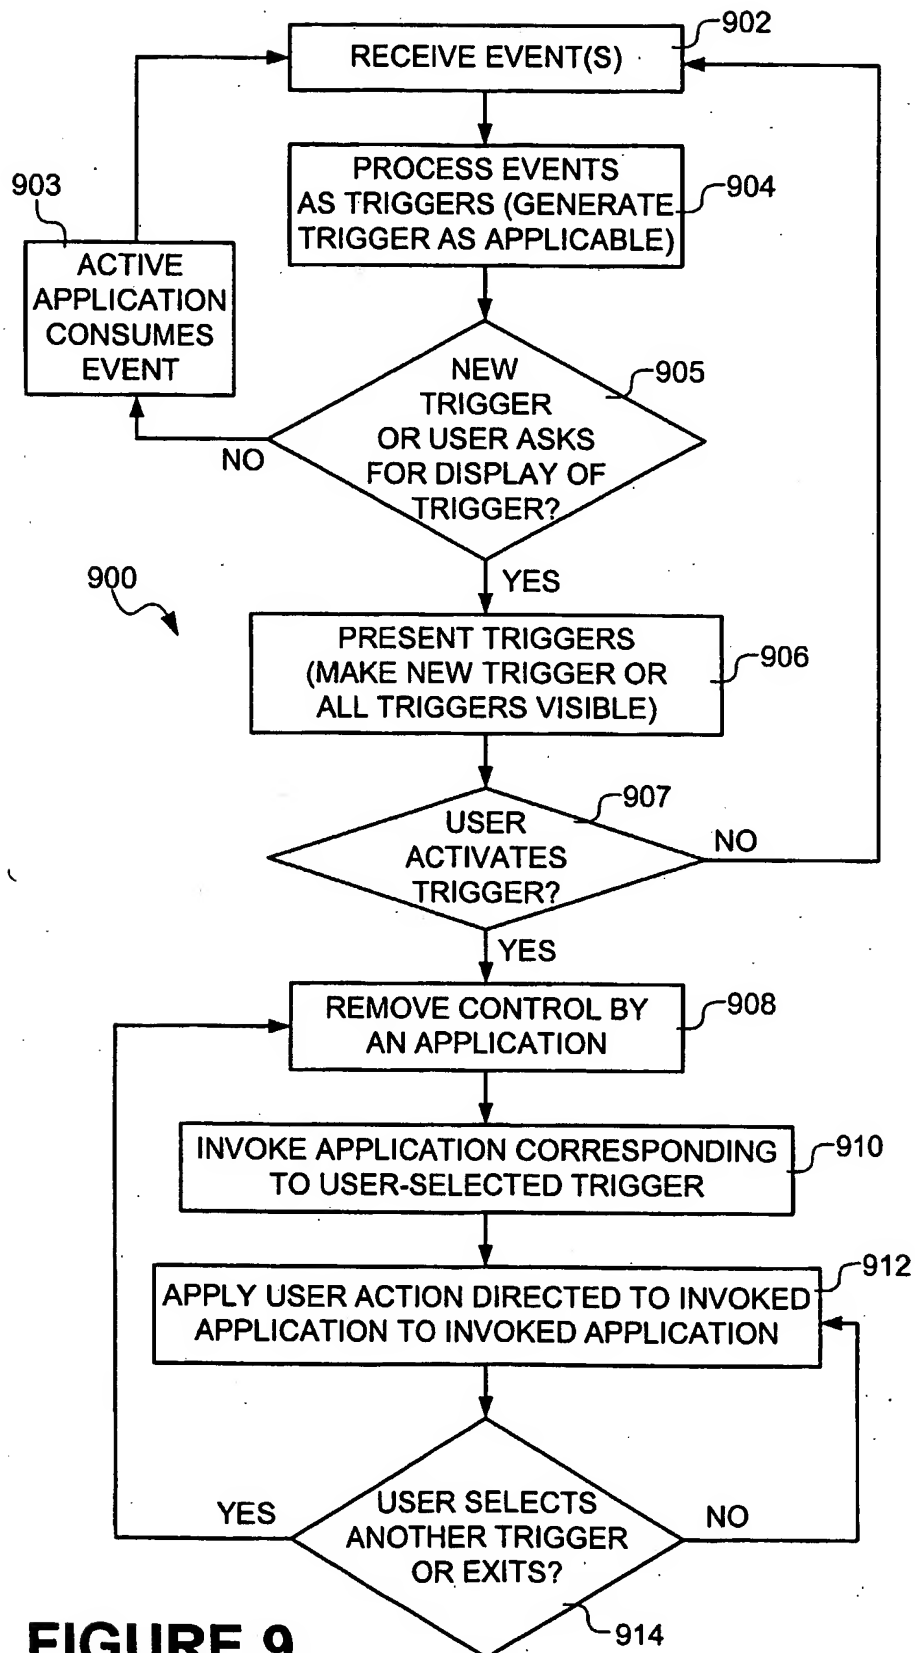 902
RECEIVE EVENT(S)
903
PROCESS EVENTS
AS TRIGGERS (GENERATE
TRIGGER AS APPLICABLE)
904
ACTIVE
APPLICATION
CONSUMES
EVENT
NEW
TRIGGER
OR USER ASKS
FOR DISPLAY OF
TRIGGER?
905
NO
900
YES
PRESENT TRIGGERS
(MAKE NEW TRIGGER OR
ALL TRIGGERS VISIBLE)
906
907
USER
ACTIVATES
TRIGGER?
NO
YES
REMOVE CONTROL BY
AN APPLICATION
908
INVOKE APPLICATION CORRESPONDING
TO USER-SELECTED TRIGGER
910
912
APPLY USER ACTION DIRECTED TO INVOKED
APPLICATION TO INVOKED APPLICATION
YES
USER SELECTS
ANOTHER TRIGGER
OR EXITS?
NO
914
FIGURE 9